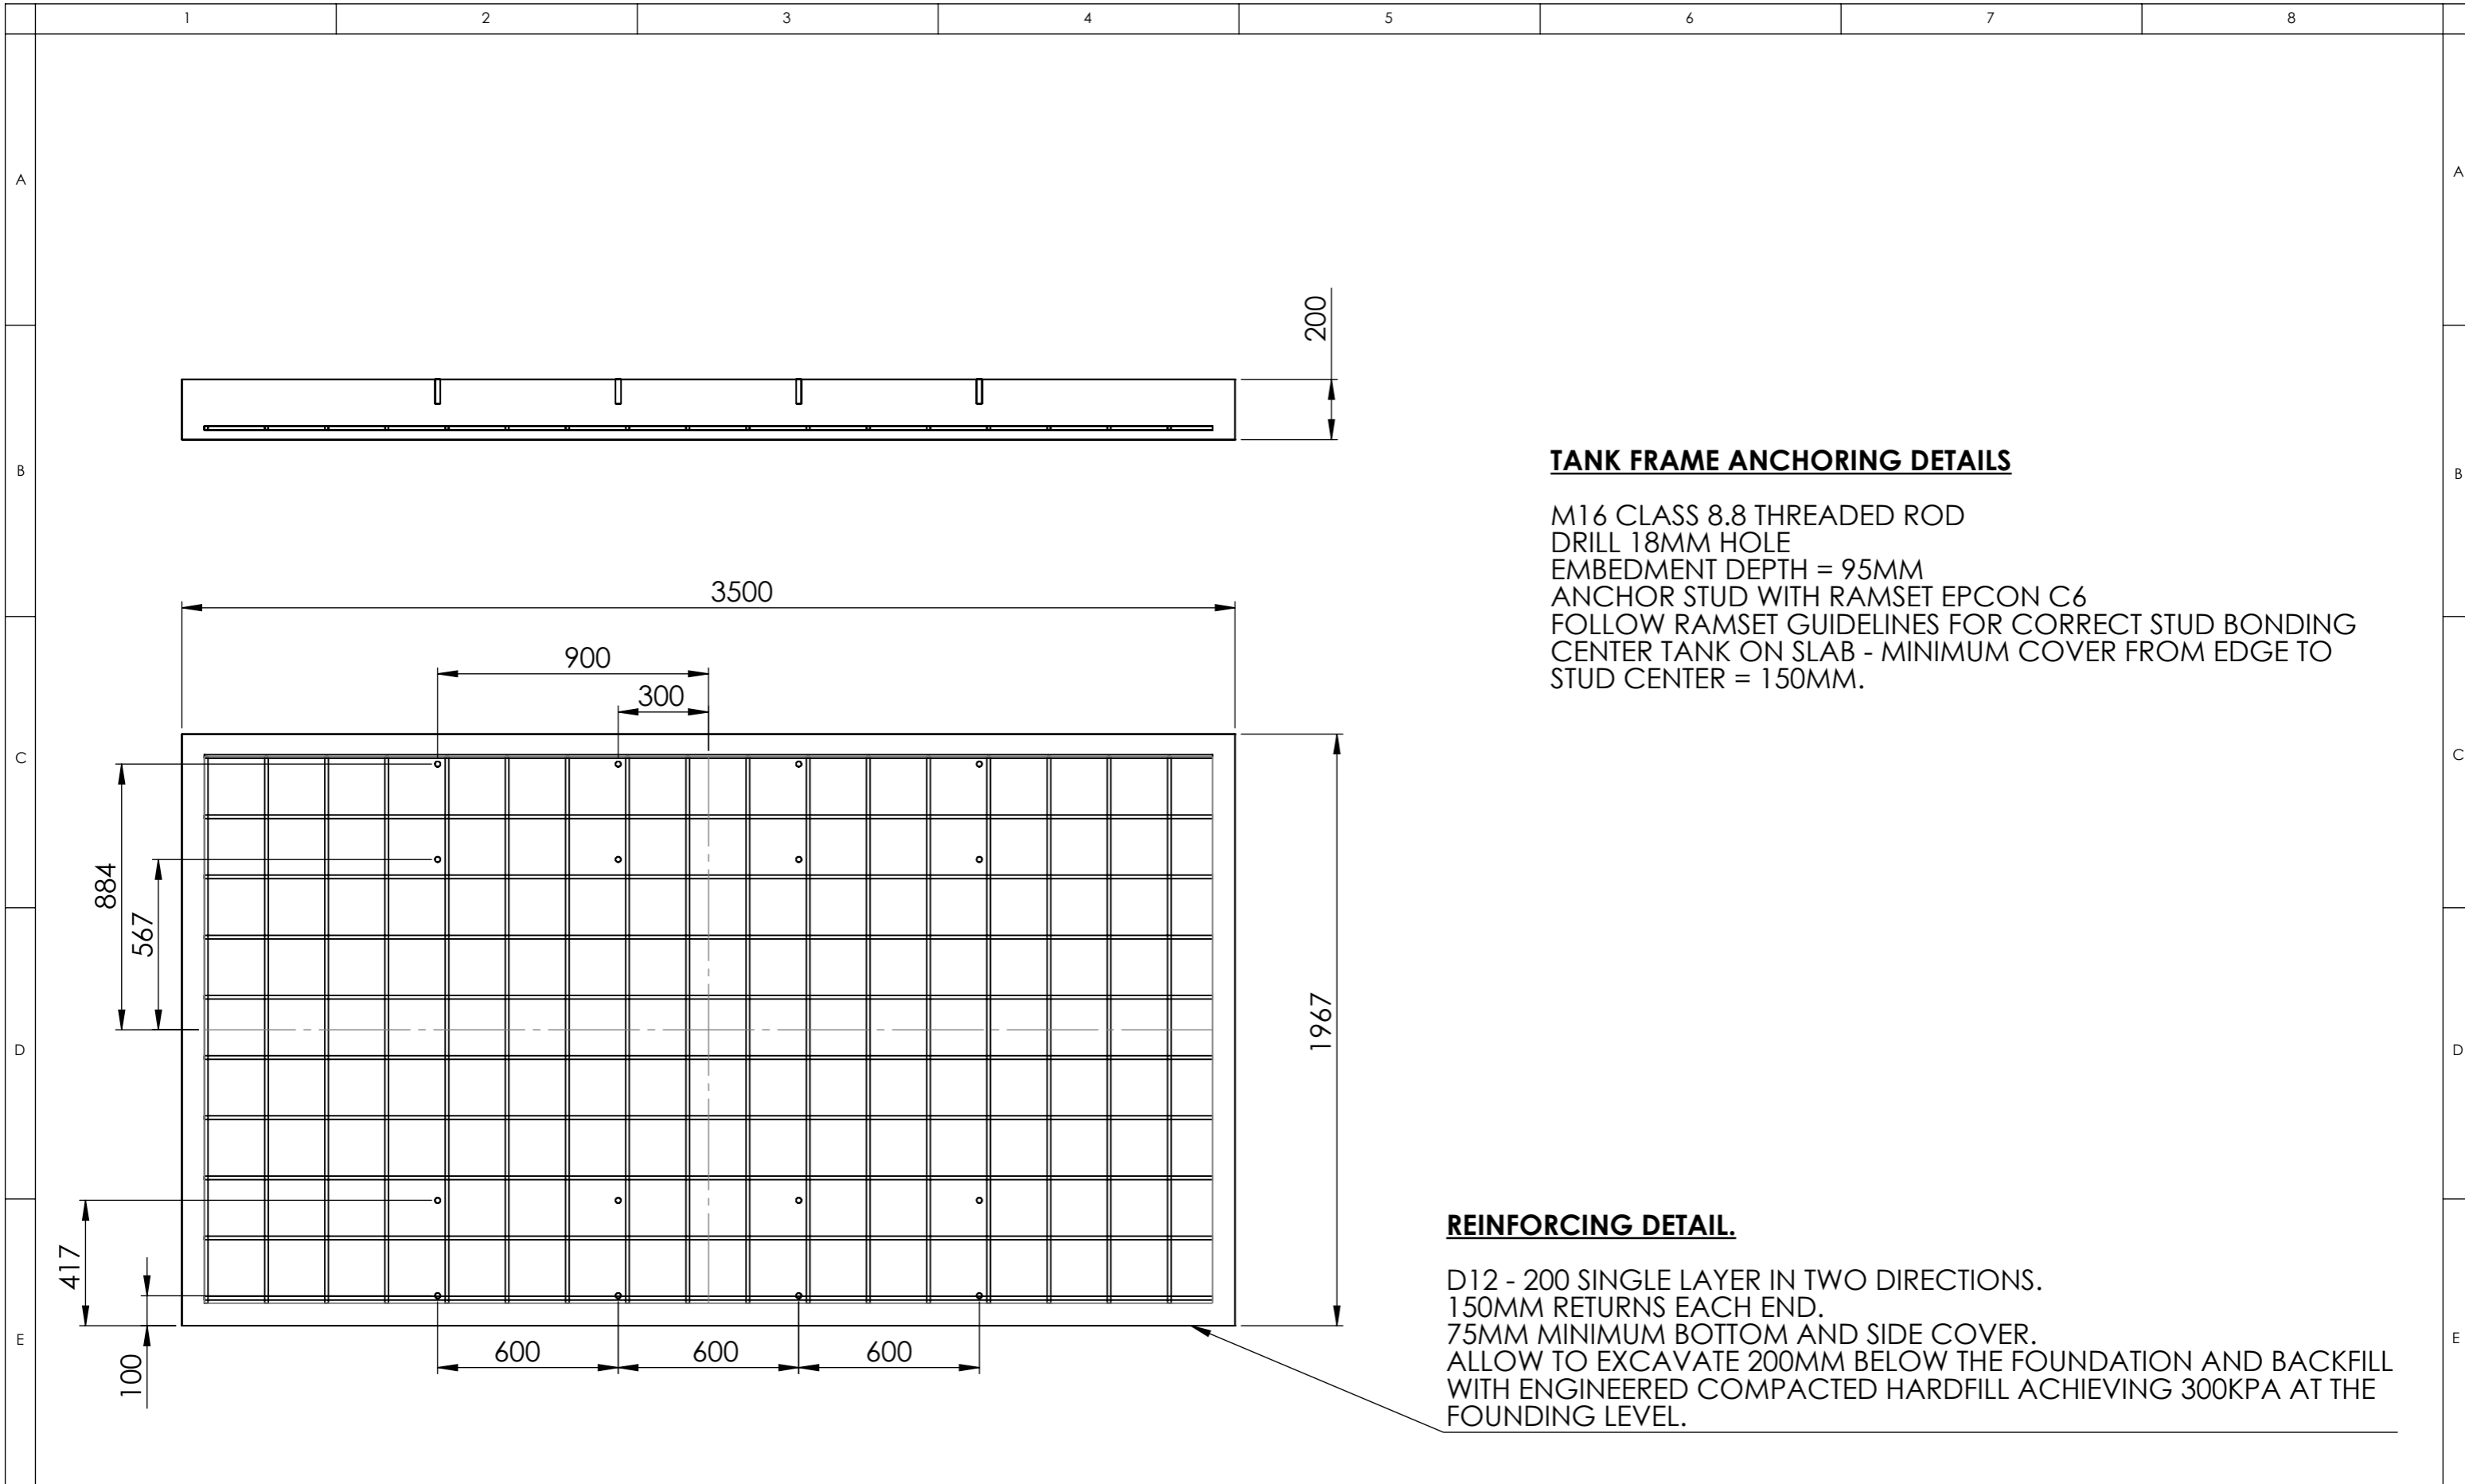 1 2 3 4 5 6 7 8
A A
200
B B
TANK FRAME ANCHORING DETAILS
M16 CLASS 8.8 THREADED ROD
DRILL 18MM HOLE
EMBEDMENT DEPTH = 95MM
ANCHOR STUD WITH RAMSET EPCON C6
FOLLOW RAMSET GUIDELINES FOR CORRECT STUD BONDING
CENTER TANK ON SLAB - MINIMUM COVER FROM EDGE TO
STUD CENTER = 150MM.
3500
900
300
C C
884
567
1967
D D
417
100
600 600 600
REINFORCING DETAIL.
D12 - 200 SINGLE LAYER IN TWO DIRECTIONS.
150MM RETURNS EACH END.
75MM MINIMUM BOTTOM AND SIDE COVER.
ALLOW TO EXCAVATE 200MM BELOW THE FOUNDATION AND BACKFILL
WITH ENGINEERED COMPACTED HARDFILL ACHIEVING 300KPA AT THE
FOUNDING LEVEL.
E E